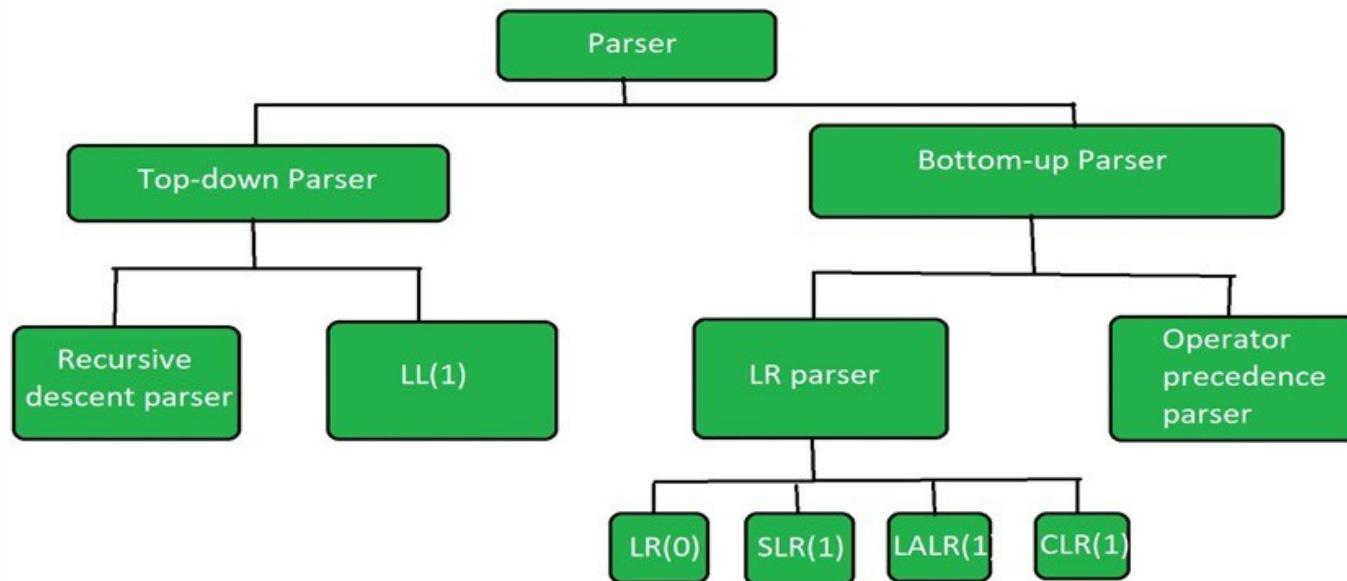 Parser
Top-down Parser
Bottom-up Parser
Recursive
descent parser
LL(1)
LR parser
Operator
precedence
parser
LR(0)
SLR(1)
LALR(1)
CLR(1)